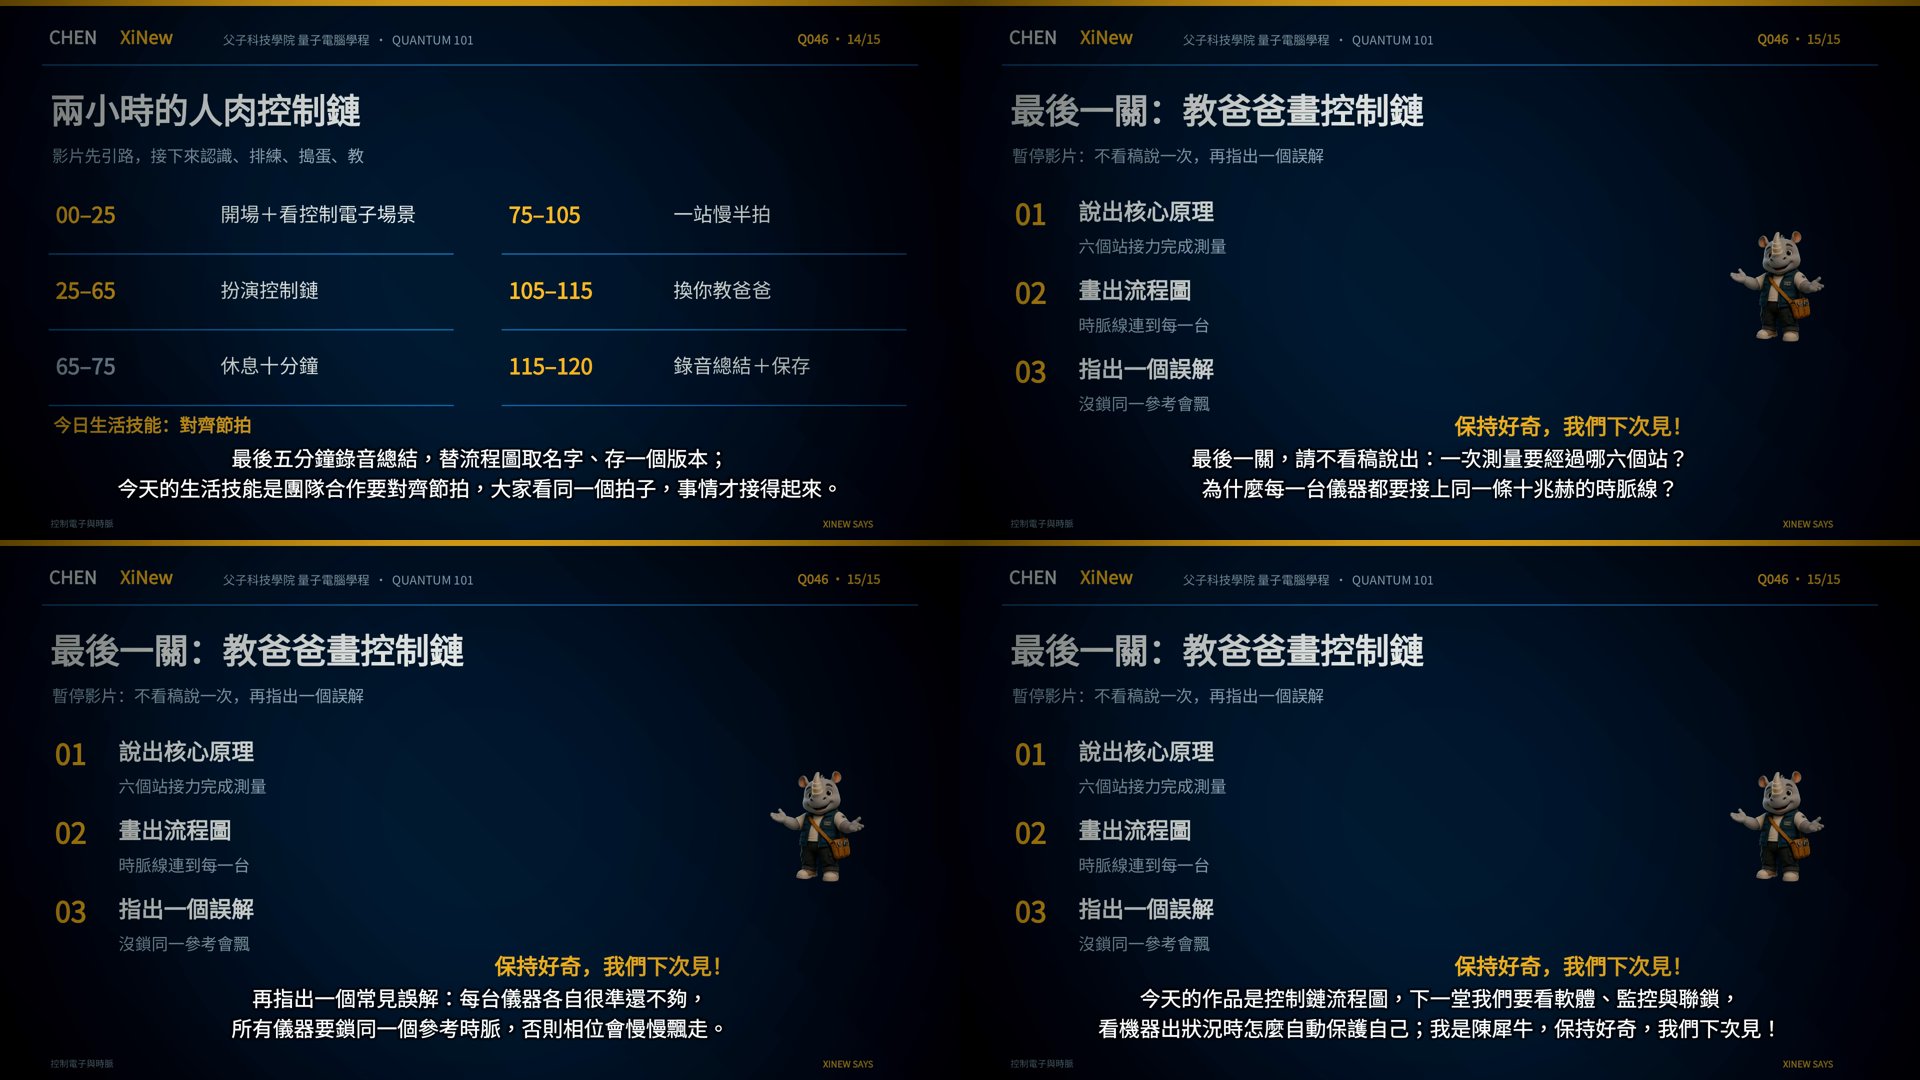 CHEN XiNew 父子科技學院 量子電腦學程 · QUANTUM 101 Q046 · 14/15
兩小時的人肉控制鏈
影片先引路，接下來認識、排練、搗蛋、教
00–25 開場＋看控制電子場景
75–105 一站慢半拍
25–65 扮演控制鏈
105–115 換你教爸爸
65–75 休息十分鐘
115–120 錄音總結＋保存
今日生活技能：對齊節拍
最後五分鐘錄音總結，替流程圖取名字、存一個版本；
今天的生活技能是團隊合作要對齊節拍，大家看同一個拍子，事情才接得起來。
控制電子與時脈 XINEW SAYS
CHEN XiNew 父子科技學院 量子電腦學程 · QUANTUM 101 Q046 · 15/15
最後一關：教爸爸畫控制鏈
暫停影片：不看稿說一次，再指出一個誤解
01 說出核心原理
六個站接力完成測量
02 畫出流程圖
時脈線連到每一台
03 指出一個誤解
沒鎖同一參考會飄
保持好奇，我們下次見！
最後一關，請不看稿說出：一次測量要經過哪六個站？
為什麼每一台儀器都要接上同一條十兆赫的時脈線？
控制電子與時脈 XINEW SAYS
CHEN XiNew 父子科技學院 量子電腦學程 · QUANTUM 101 Q046 · 15/15
最後一關：教爸爸畫控制鏈
暫停影片：不看稿說一次，再指出一個誤解
01 說出核心原理
六個站接力完成測量
02 畫出流程圖
時脈線連到每一台
03 指出一個誤解
沒鎖同一參考會飄
保持好奇，我們下次見！
再指出一個常見誤解：每台儀器各自很準還不夠，
所有儀器要鎖同一個參考時脈，否則相位會慢慢飄走。
控制電子與時脈 XINEW SAYS
CHEN XiNew 父子科技學院 量子電腦學程 · QUANTUM 101 Q046 · 15/15
最後一關：教爸爸畫控制鏈
暫停影片：不看稿說一次，再指出一個誤解
01 說出核心原理
六個站接力完成測量
02 畫出流程圖
時脈線連到每一台
03 指出一個誤解
沒鎖同一參考會飄
保持好奇，我們下次見！
今天的作品是控制鏈流程圖，下一堂我們要看軟體、監控與聯鎖，
看機器出狀況時怎麼自動保護自己；我是陳犀牛，保持好奇，我們下次見！
控制電子與時脈 XINEW SAYS